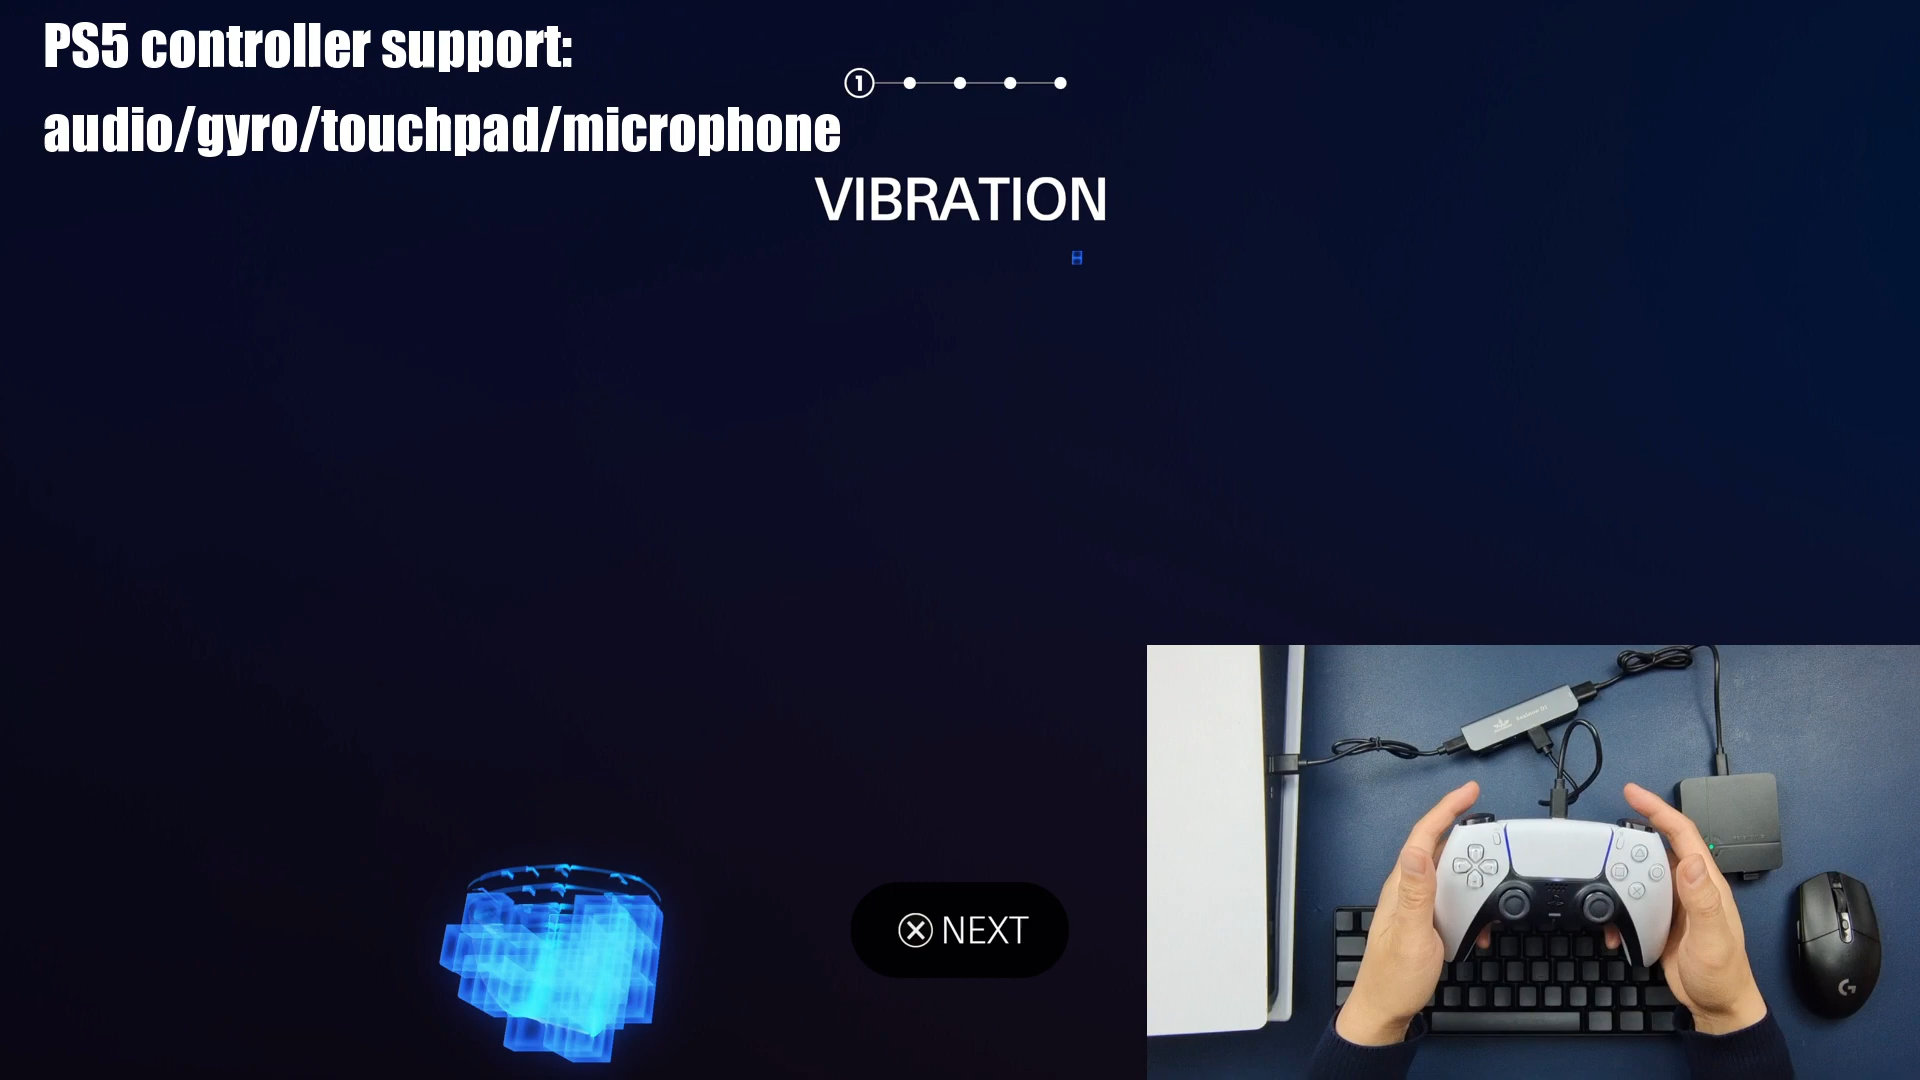 PS5 controller support:
audio/gyro/touchpad/microphone
1
VIBRATION
NEXT